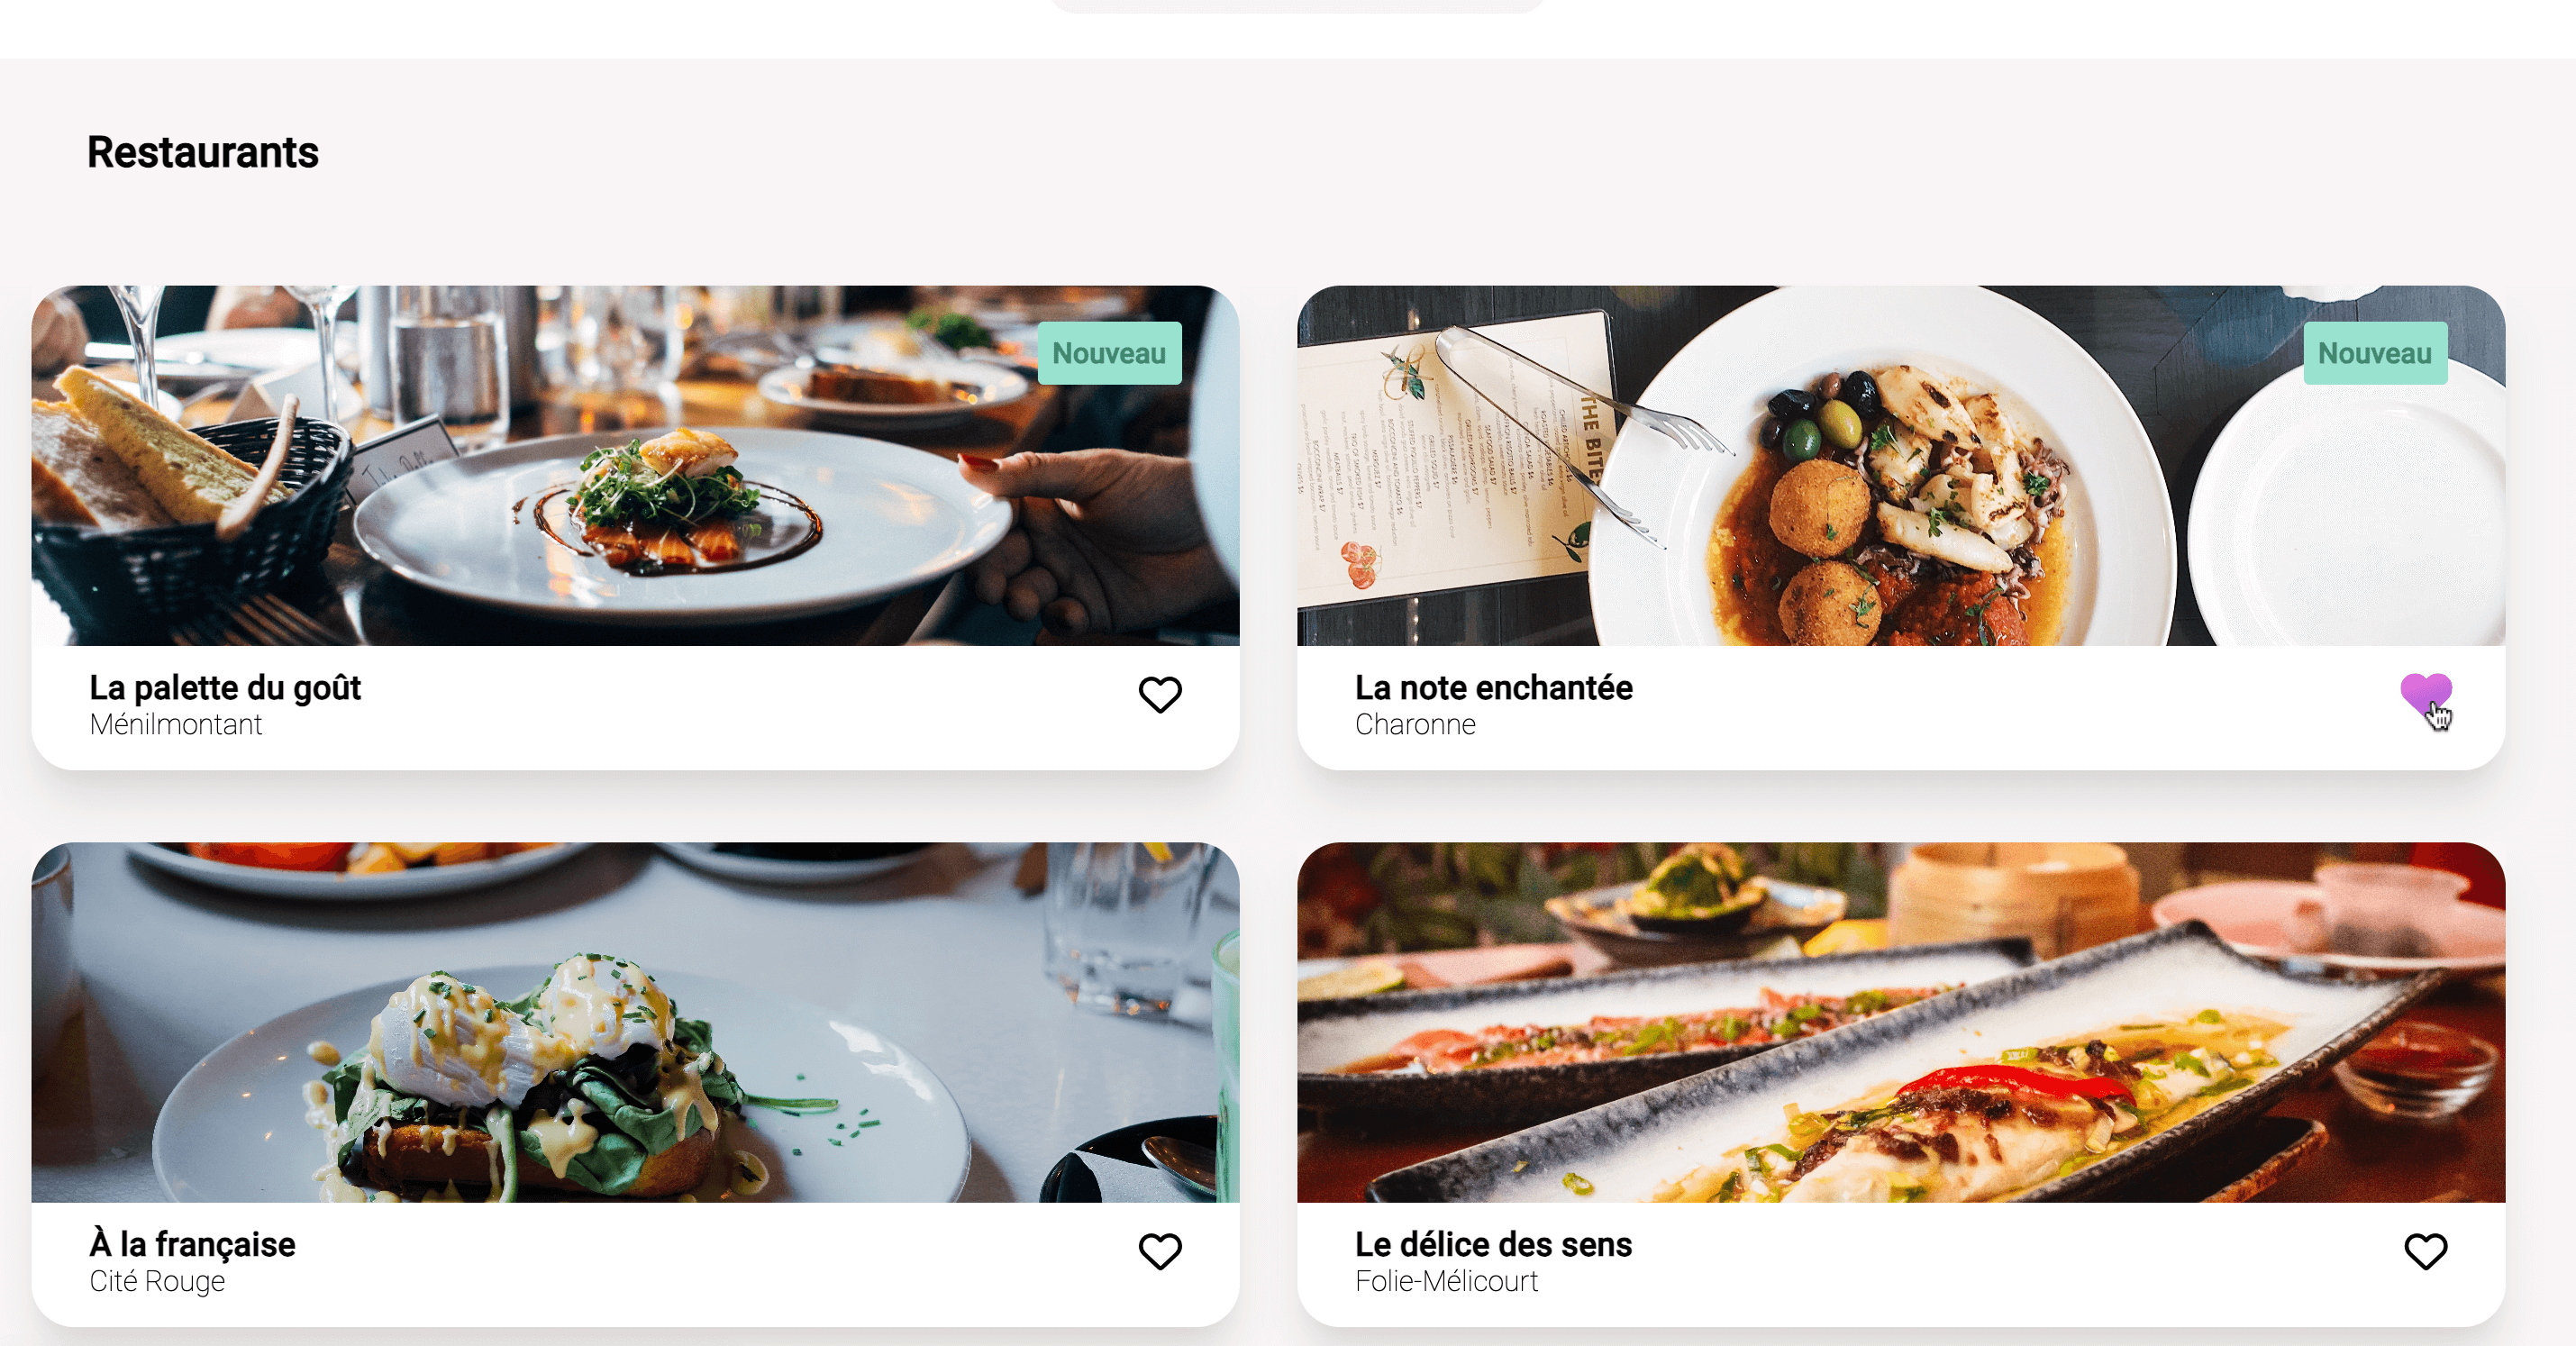 Restaurants
Nouveau
Nouveau
THE BITE
La palette du goût
Ménilmontant
La note enchantée
Charonne
À la française
Cité Rouge
Le délice des sens
Folie-Mélicourt